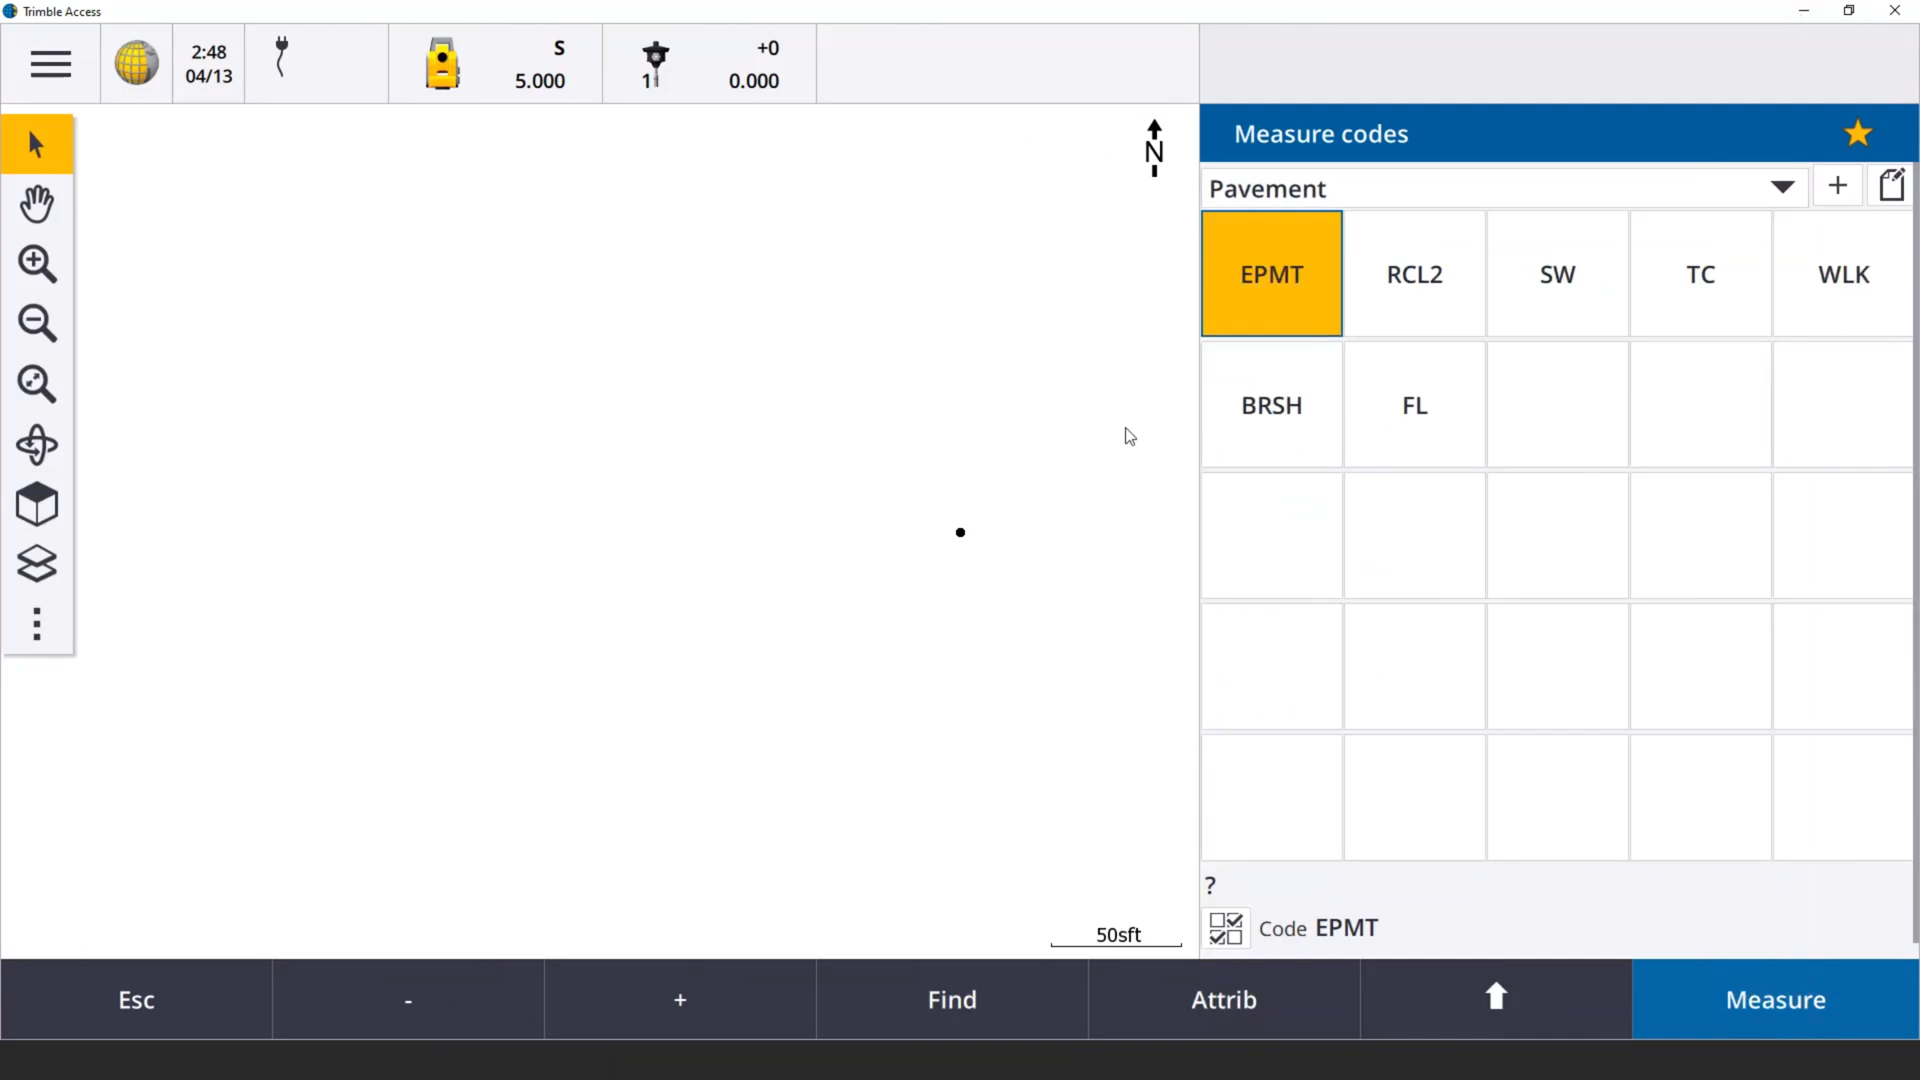 Trimble Access
2:48
04/13
S
5.000
1
+0
0.000
N
Measure codes
Pavement
EPMT
RCL2
SW
TC
WLK
BRSH
FL
?
Code EPMT
50sft
Esc
-
+
Find
Attrib
Measure